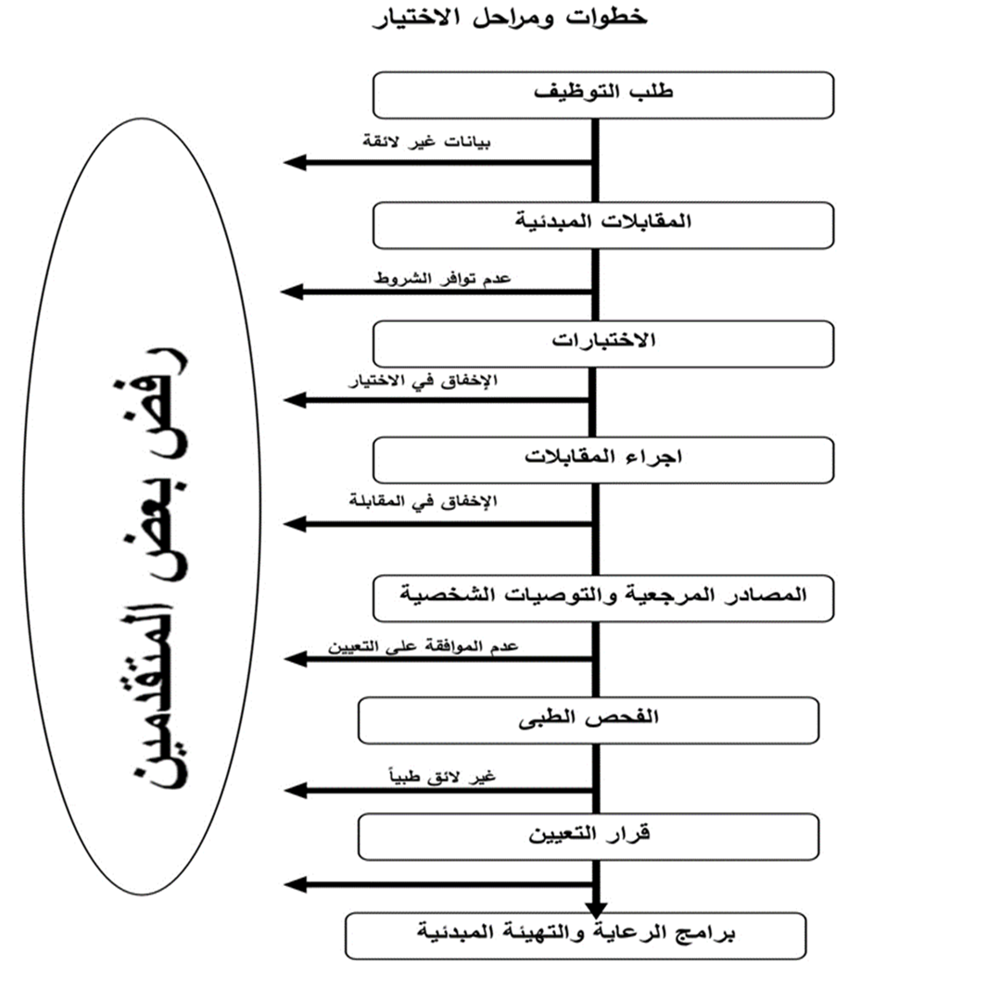 خطوات ومراحل الاختيار
طلب التوظيف
بيانات غير لائقة
المقابلات المبدئية
عدم توافر الشروط
الاختبارات
الإخفاق في الاختيار
اجراء المقابلات
الإخفاق في المقابلة
المصادر المرجعية والتوصيات الشخصية
عدم الموافقة على التعيين
الفحص الطبى
غير لائق طبياً
قرار التعيين
برامج الرعاية والتهيئة المبدئية
رفض بعض المتقدمين